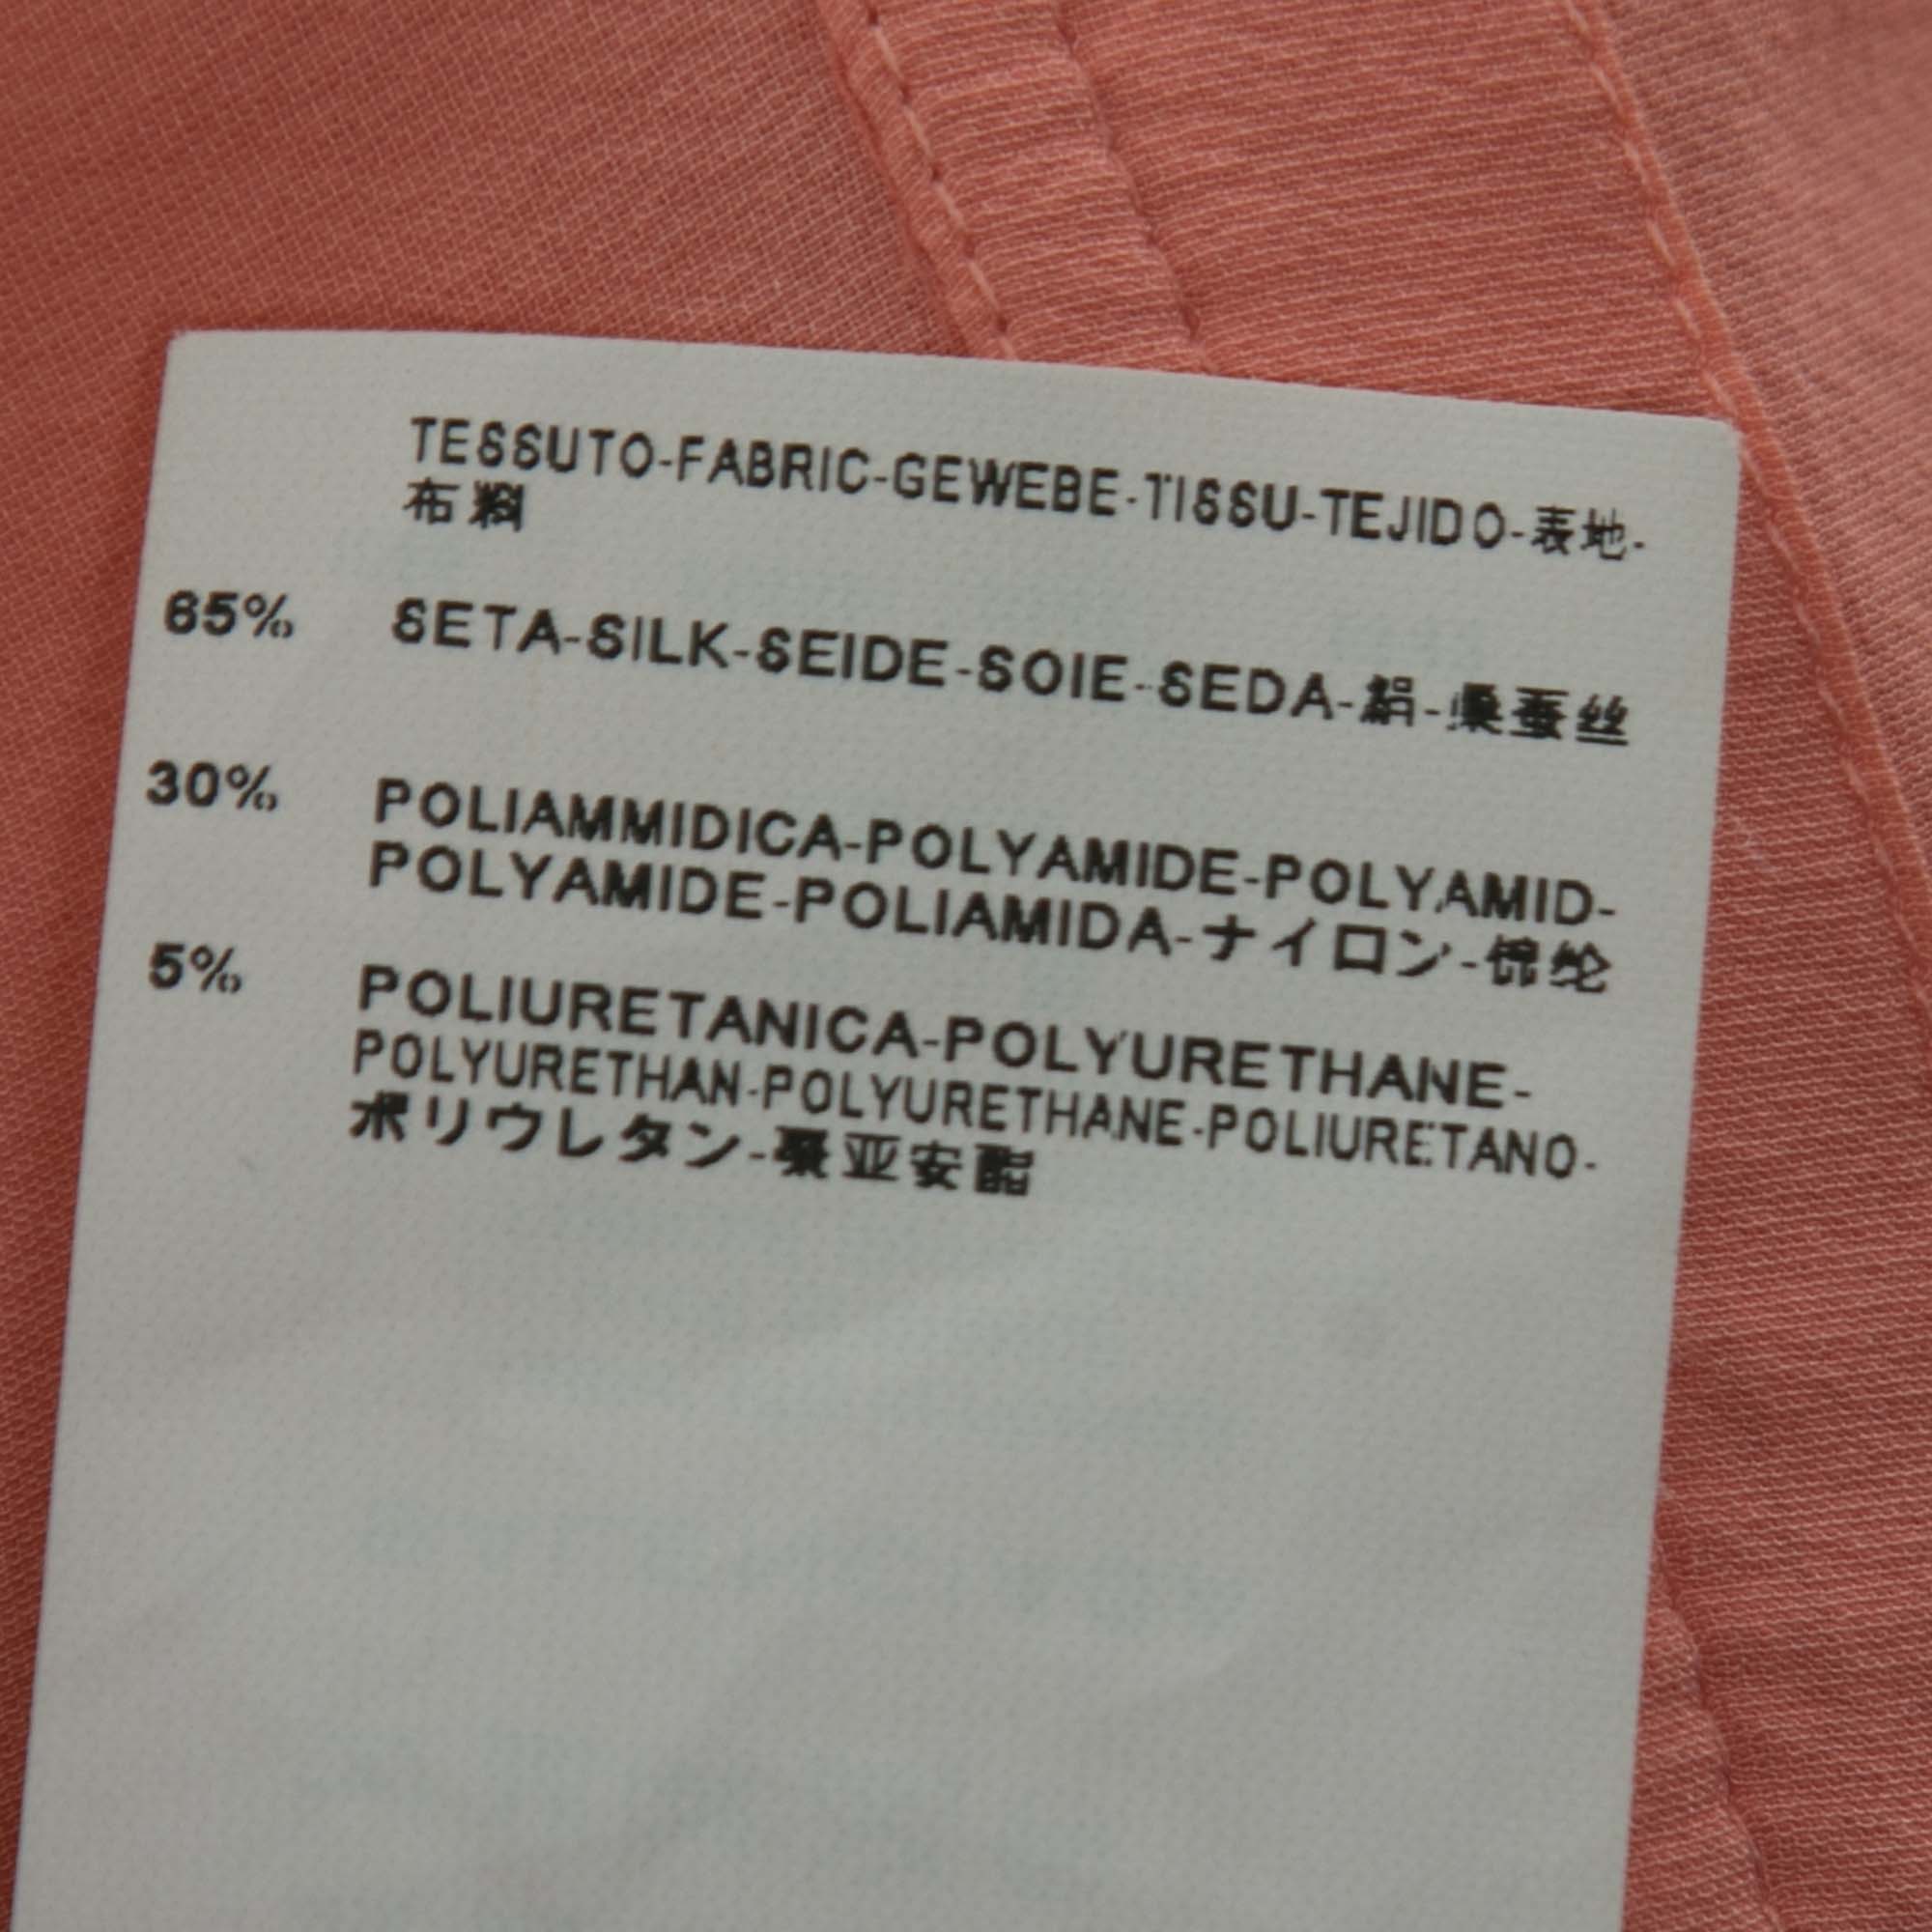 TESSUTO-FABRIC-GEWEBE-TISSU-TEJIDO-表地-
布料
65% SETA-SILK-SEIDE-SOIE-SEDA-絹-桑蚕丝
30% POLIAMMIDICA-POLYAMIDE-POLYAMID-
POLYAMIDE-POLIAMIDA-ナイロン-锦纶
5% POLIURETANICA-POLYURETHANE-
POLYURETHAN-POLYURETHANE-POLIURETANO-
ポリウレタン-聚亚安酯